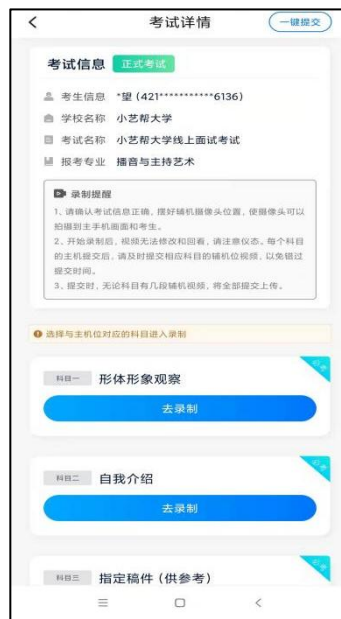 考试详情
一键提交
考试信息 正式考试
考生信息 *望 (421***********6136)
学校名称 小艺帮大学
考试名称 小艺帮大学线上面试考试
报考专业 播音与主持艺术
录制提醒
1、请确认考试信息正确，摆好辅机摄像头位置，使摄像头可以
拍摄到主手机画面和考生。
2、开始录制后，视频无法修改和回看，请注意仪态。每个科目
的主机提交后，请及时提交相应科目的辅机位视频，以免错过
提交时间。
3、提交时，无论科目有几段辅机视频，将全部提交上传。
选择与主机位对应的科目进入录制
科目一 形体形象观察
必考
去录制
科目二 自我介绍
必考
去录制
科目三 指定稿件（供参考）
必考